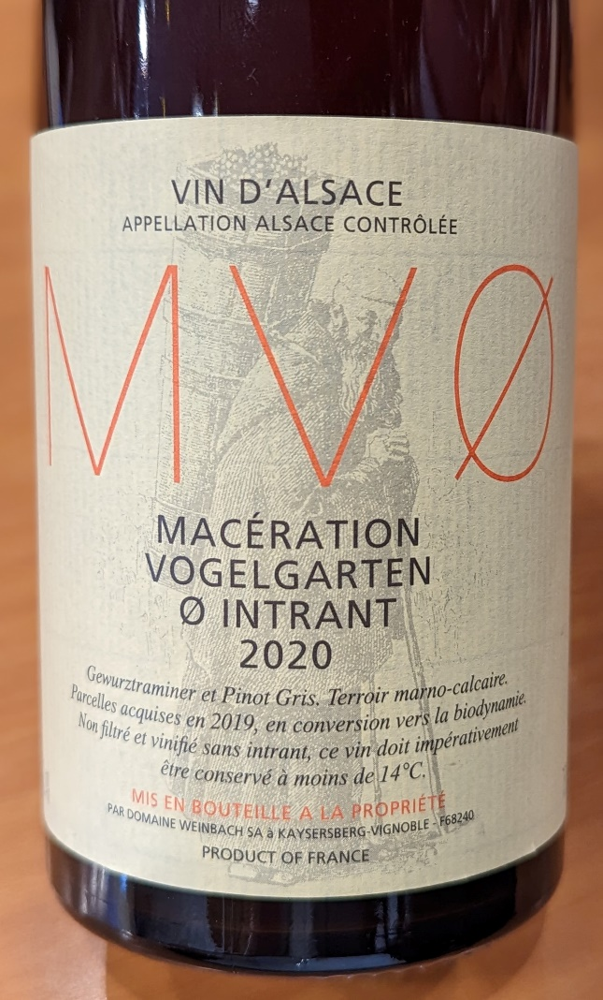 VIN D'ALSACE
APPELLATION ALSACE CONTRÔLÉE
MVØ
MACÉRATION
VOGELGARTEN
Ø INTRANT
2020
Gewurztraminer et Pinot Gris. Terroir marno-calcaire.
Parcelles acquises en 2019, en conversion vers la biodynamie.
Non filtré et vinifié sans intrant, ce vin doit impérativement
être conservé à moins de 14°C.
MIS EN BOUTEILLE A LA PROPRIÉTÉ
PAR DOMAINE WEINBACH SA à KAYSERSBERG-VIGNOBLE - F68240
PRODUCT OF FRANCE